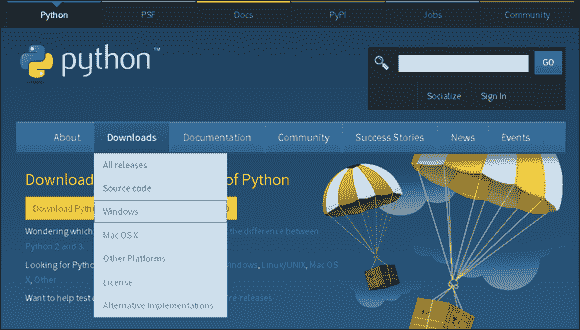 Python PSF Docs PyPI Jobs Community
python™
GO
Socialize Sign In
About Downloads Documentation Community Success Stories News Events
All releases
Source code
Windows
Mac OS X
Other Platforms
License
Alternative Implementations
Download of Python
Download Pyth
Wondering which the difference between
Python 2 and 3.
Looking for Python Windows, Linux/UNIX, Mac OS
X, Other
Want to help test releases